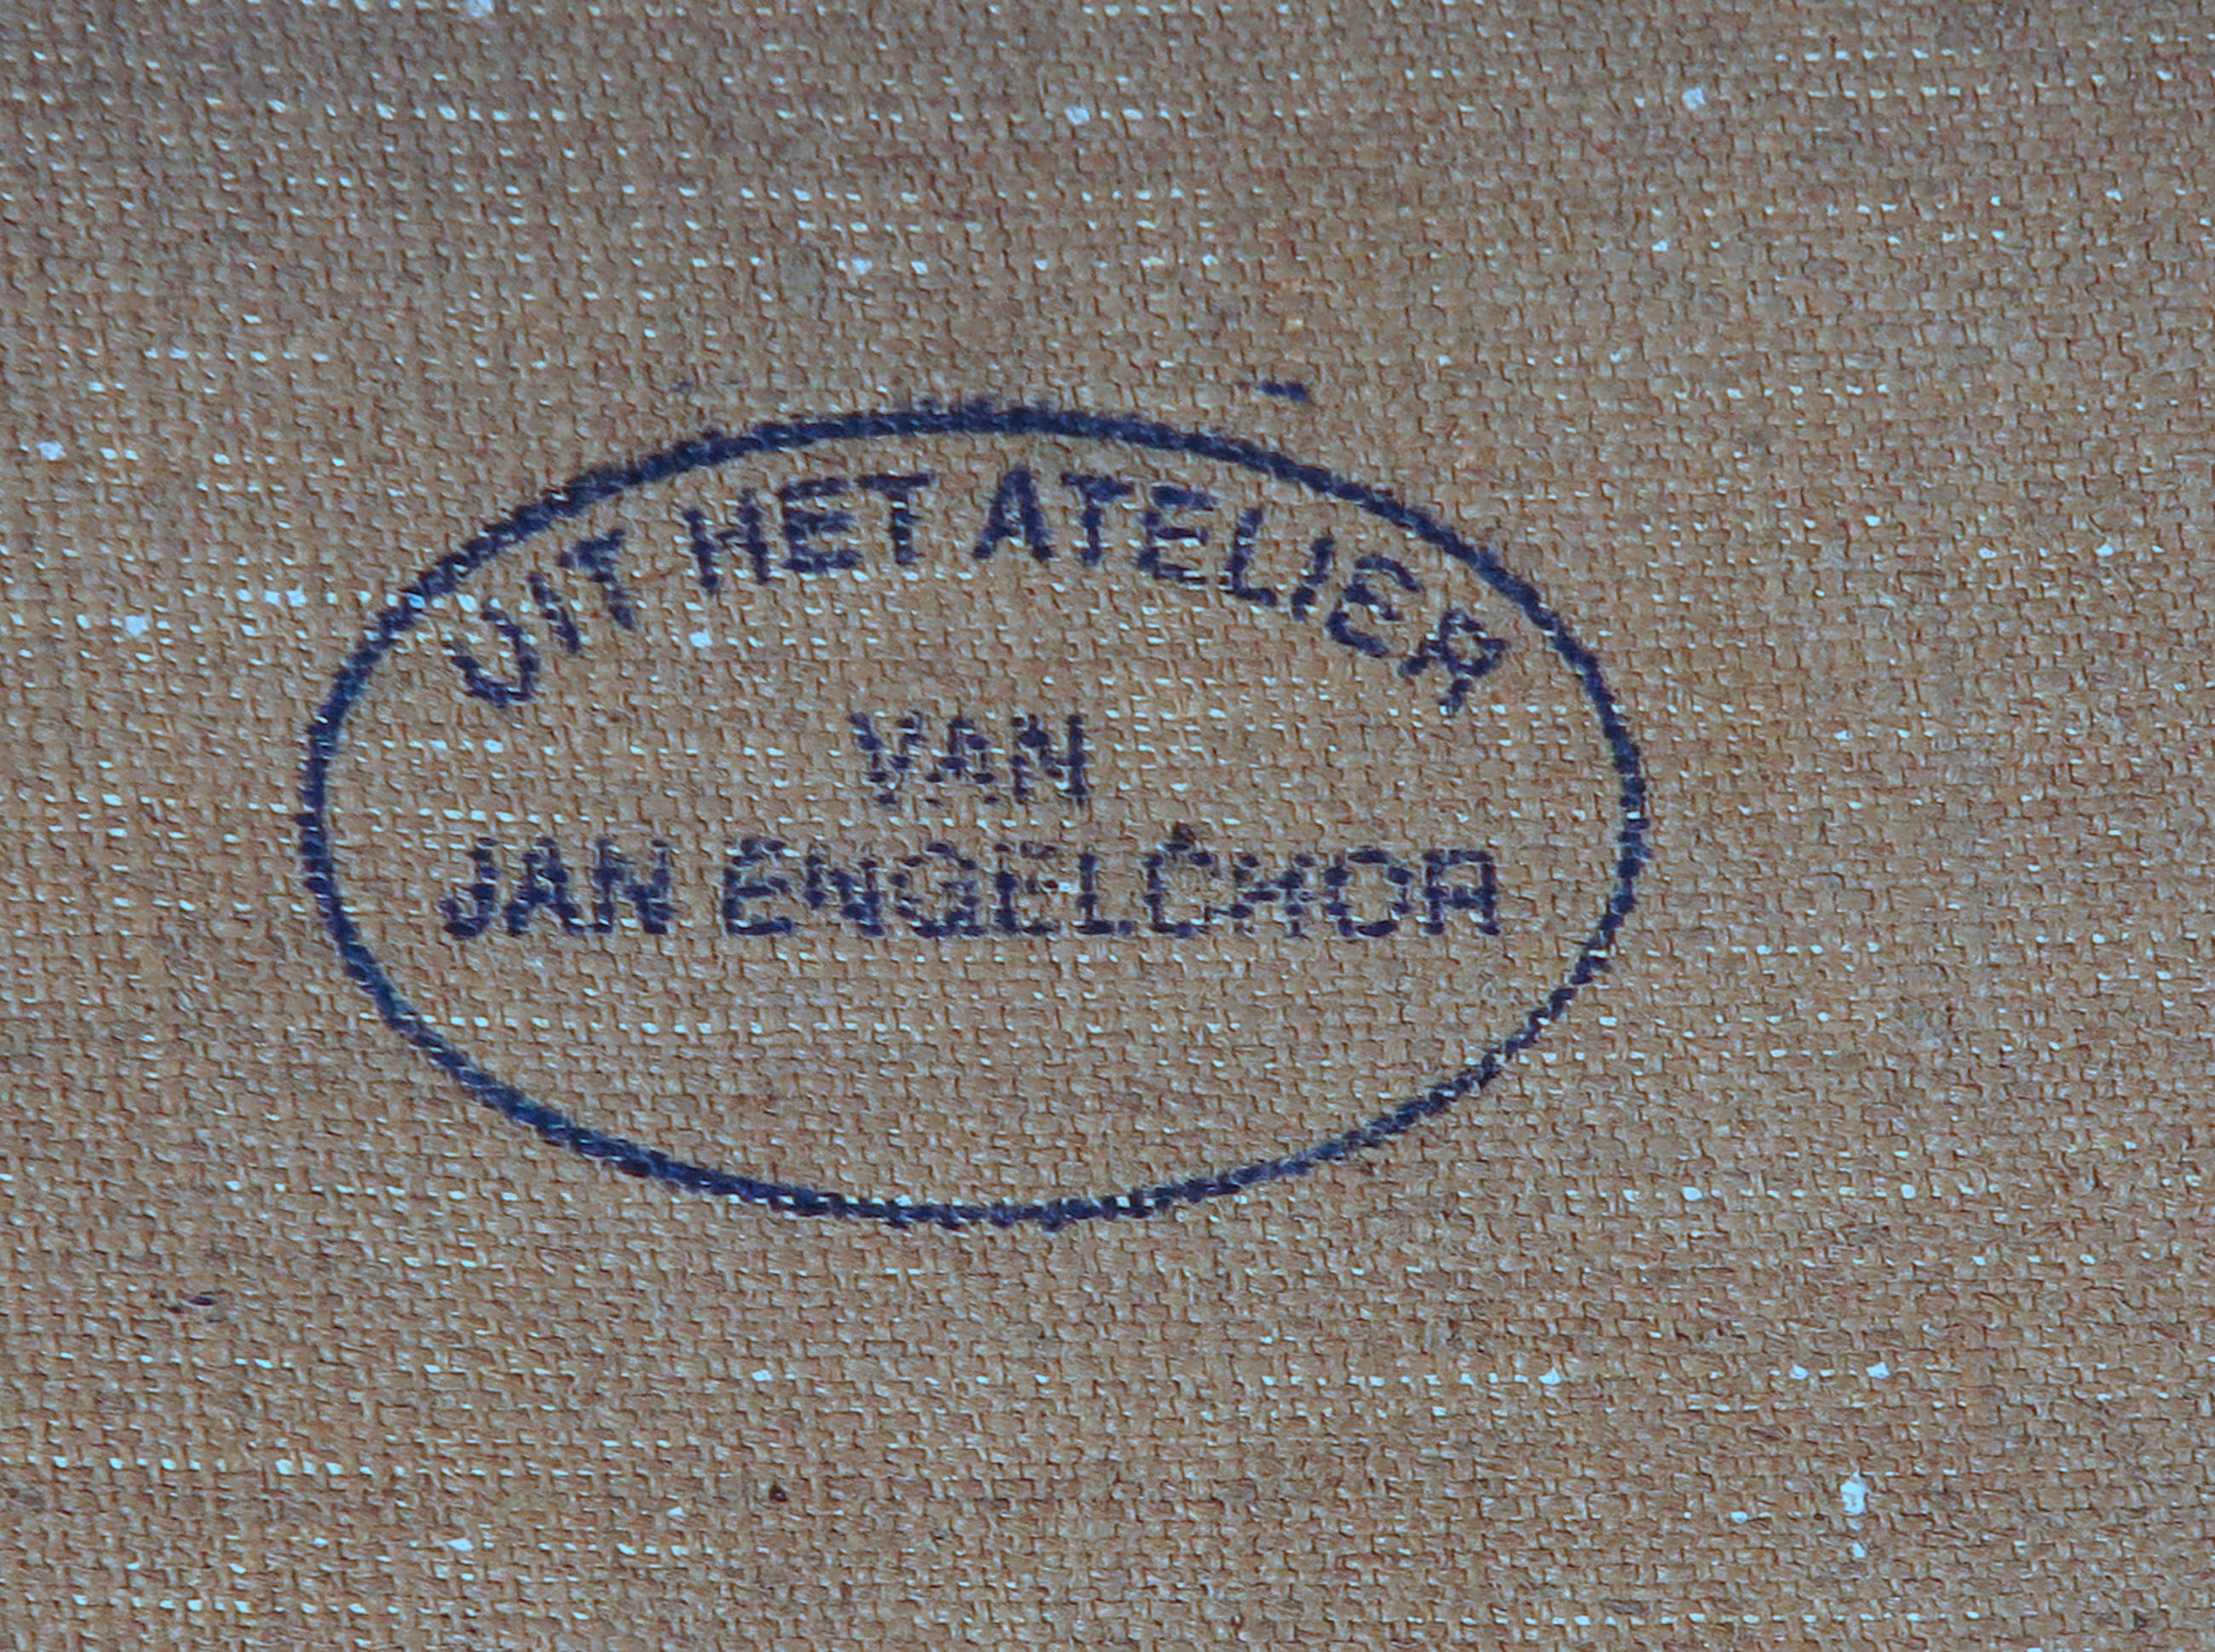 UIT HET ATELIER
VAN
JAN ENGELCHOR